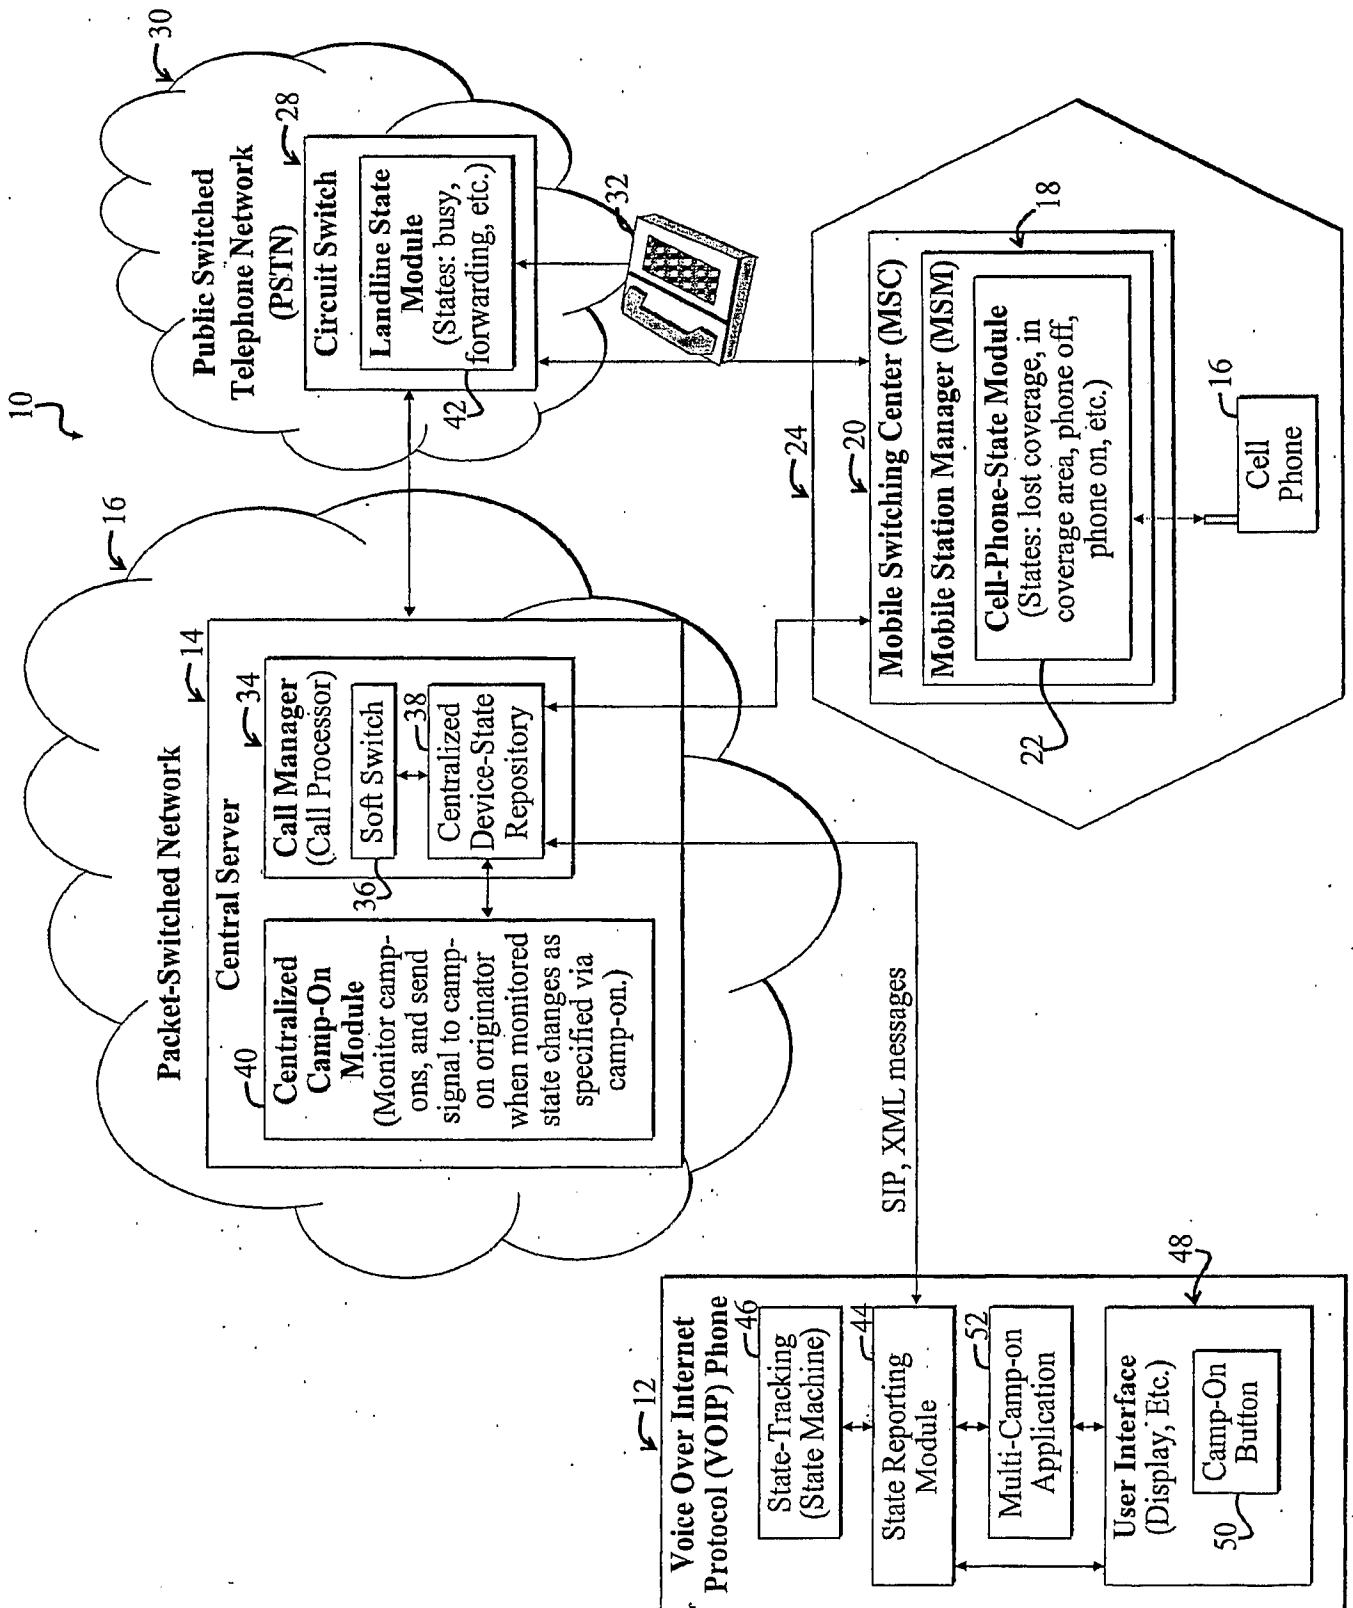 10
Packet-Switched Network
16
Central Server
14
40
Centralized
Camp-On
Module
(Monitor camp-
ons, and send
signal to camp-
on originator
when monitored
state changes as
specified via
camp-on.)
Call Manager
(Call Processor)
34
Soft Switch
36
38
Centralized
Device-State
Repository
Public Switched
Telephone Network
(PSTN)
30
28
Circuit Switch
Landline State
Module
(States: busy,
forwarding, etc.)
42
32
Voice Over Internet
Protocol (VOIP) Phone
12
State-Tracking
(State Machine)
46
State Reporting
Module
44
Multi-Camp-on
Application
52
User Interface
(Display, Etc.)
48
Camp-On
Button
50
SIP, XML messages
24
20
Mobile Switching Center (MSC)
Mobile Station Manager (MSM)
18
Cell-Phone-State Module
(States: lost coverage, in
coverage area, phone off,
phone on, etc.)
22
Cell
Phone
16